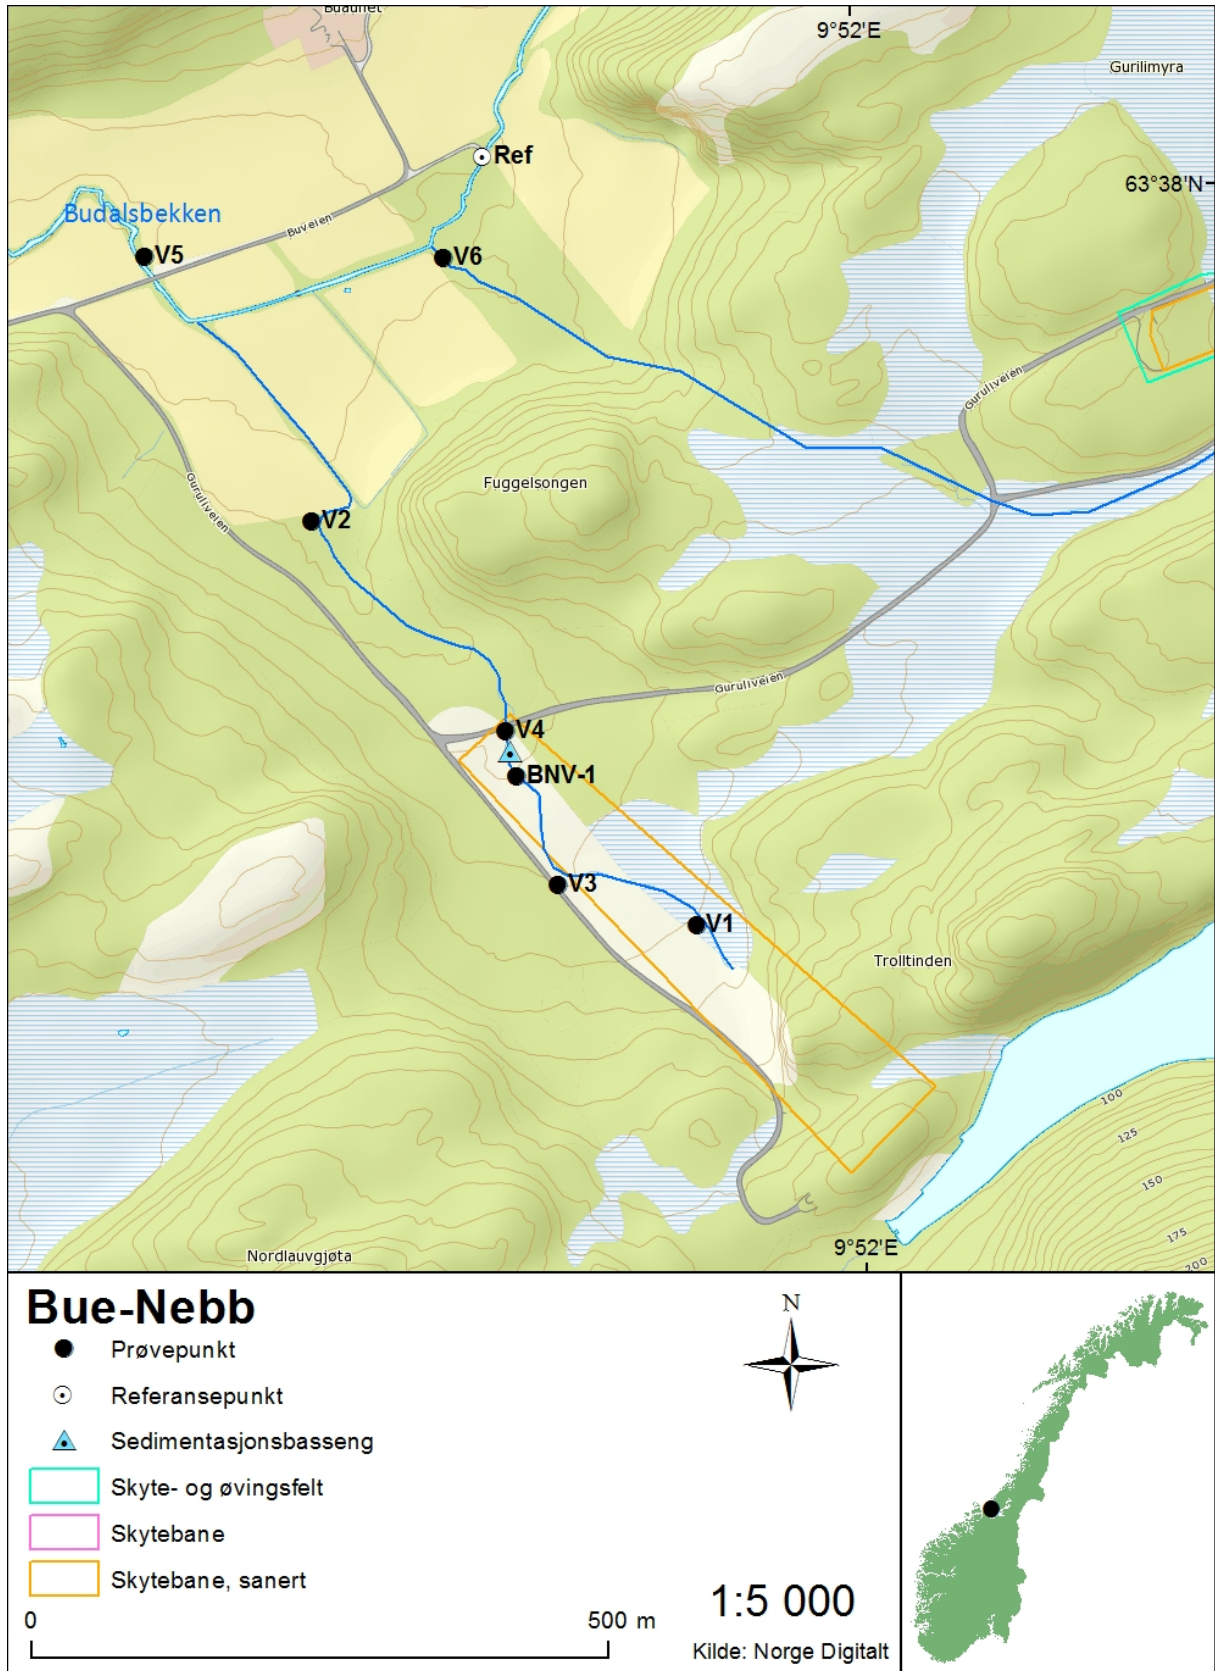 Buaunet
9°52'E
Gurilimyra
Ref
63°38'N
Budalsbekken
Buveien
V5
V6
Guruliveien
Fuggelsongen
Guruliveien
V2
Guruliveien
V4
BNV-1
V3
V1
Trolltinden
100
125
150
175
200
9°52'E
Nordlauvgjøta
Bue-Nebb
N
Prøvepunkt
Referansepunkt
Sedimentasjonsbasseng
Skyte- og øvingsfelt
Skytebane
Skytebane, sanert
0
500 m
1:5 000
Kilde: Norge Digitalt